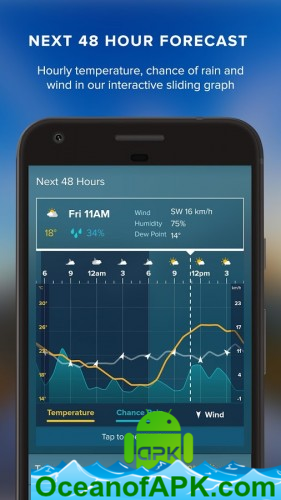 NEXT 48 HOUR FORECAST
Hourly temperature, chance of rain and
wind in our interactive sliding graph
Next 48 Hours
Fri 11AM
18° 34%
Wind SW 16 km/h
Humidity 75%
Dew Point 14°
6 9 12am 3 6 9 12pm 3
°C km/h
30° 17
26° 11
22° 7
18° 3
14° -1
Temperature Chance Wind
Tap to
apk
OceanofAPK.com